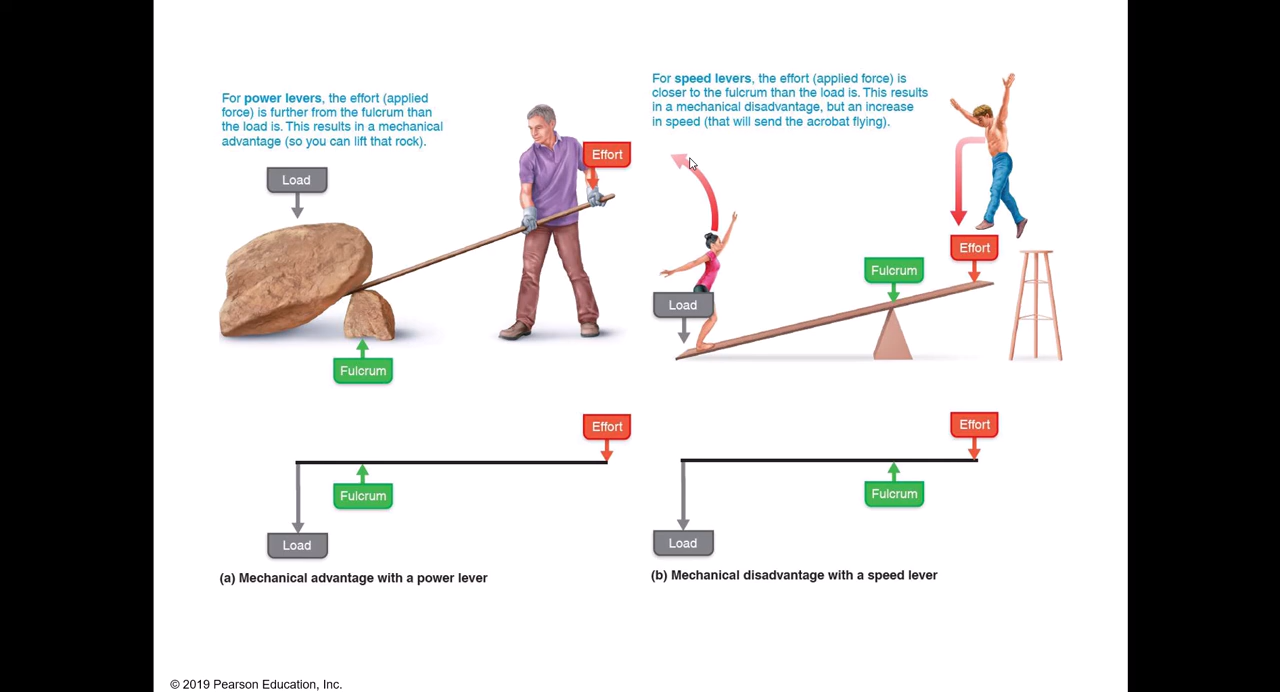 For power levers, the effort (applied
force) is further from the fulcrum than
the load is. This results in a mechanical
advantage (so you can lift that rock).
Load
Effort
Fulcrum
Effort
Fulcrum
Load
(a) Mechanical advantage with a power lever
For speed levers, the effort (applied force) is
closer to the fulcrum than the load is. This results
in a mechanical disadvantage, but an increase
in speed (that will send the acrobat flying).
Effort
Fulcrum
Load
Effort
Fulcrum
Load
(b) Mechanical disadvantage with a speed lever
© 2019 Pearson Education, Inc.